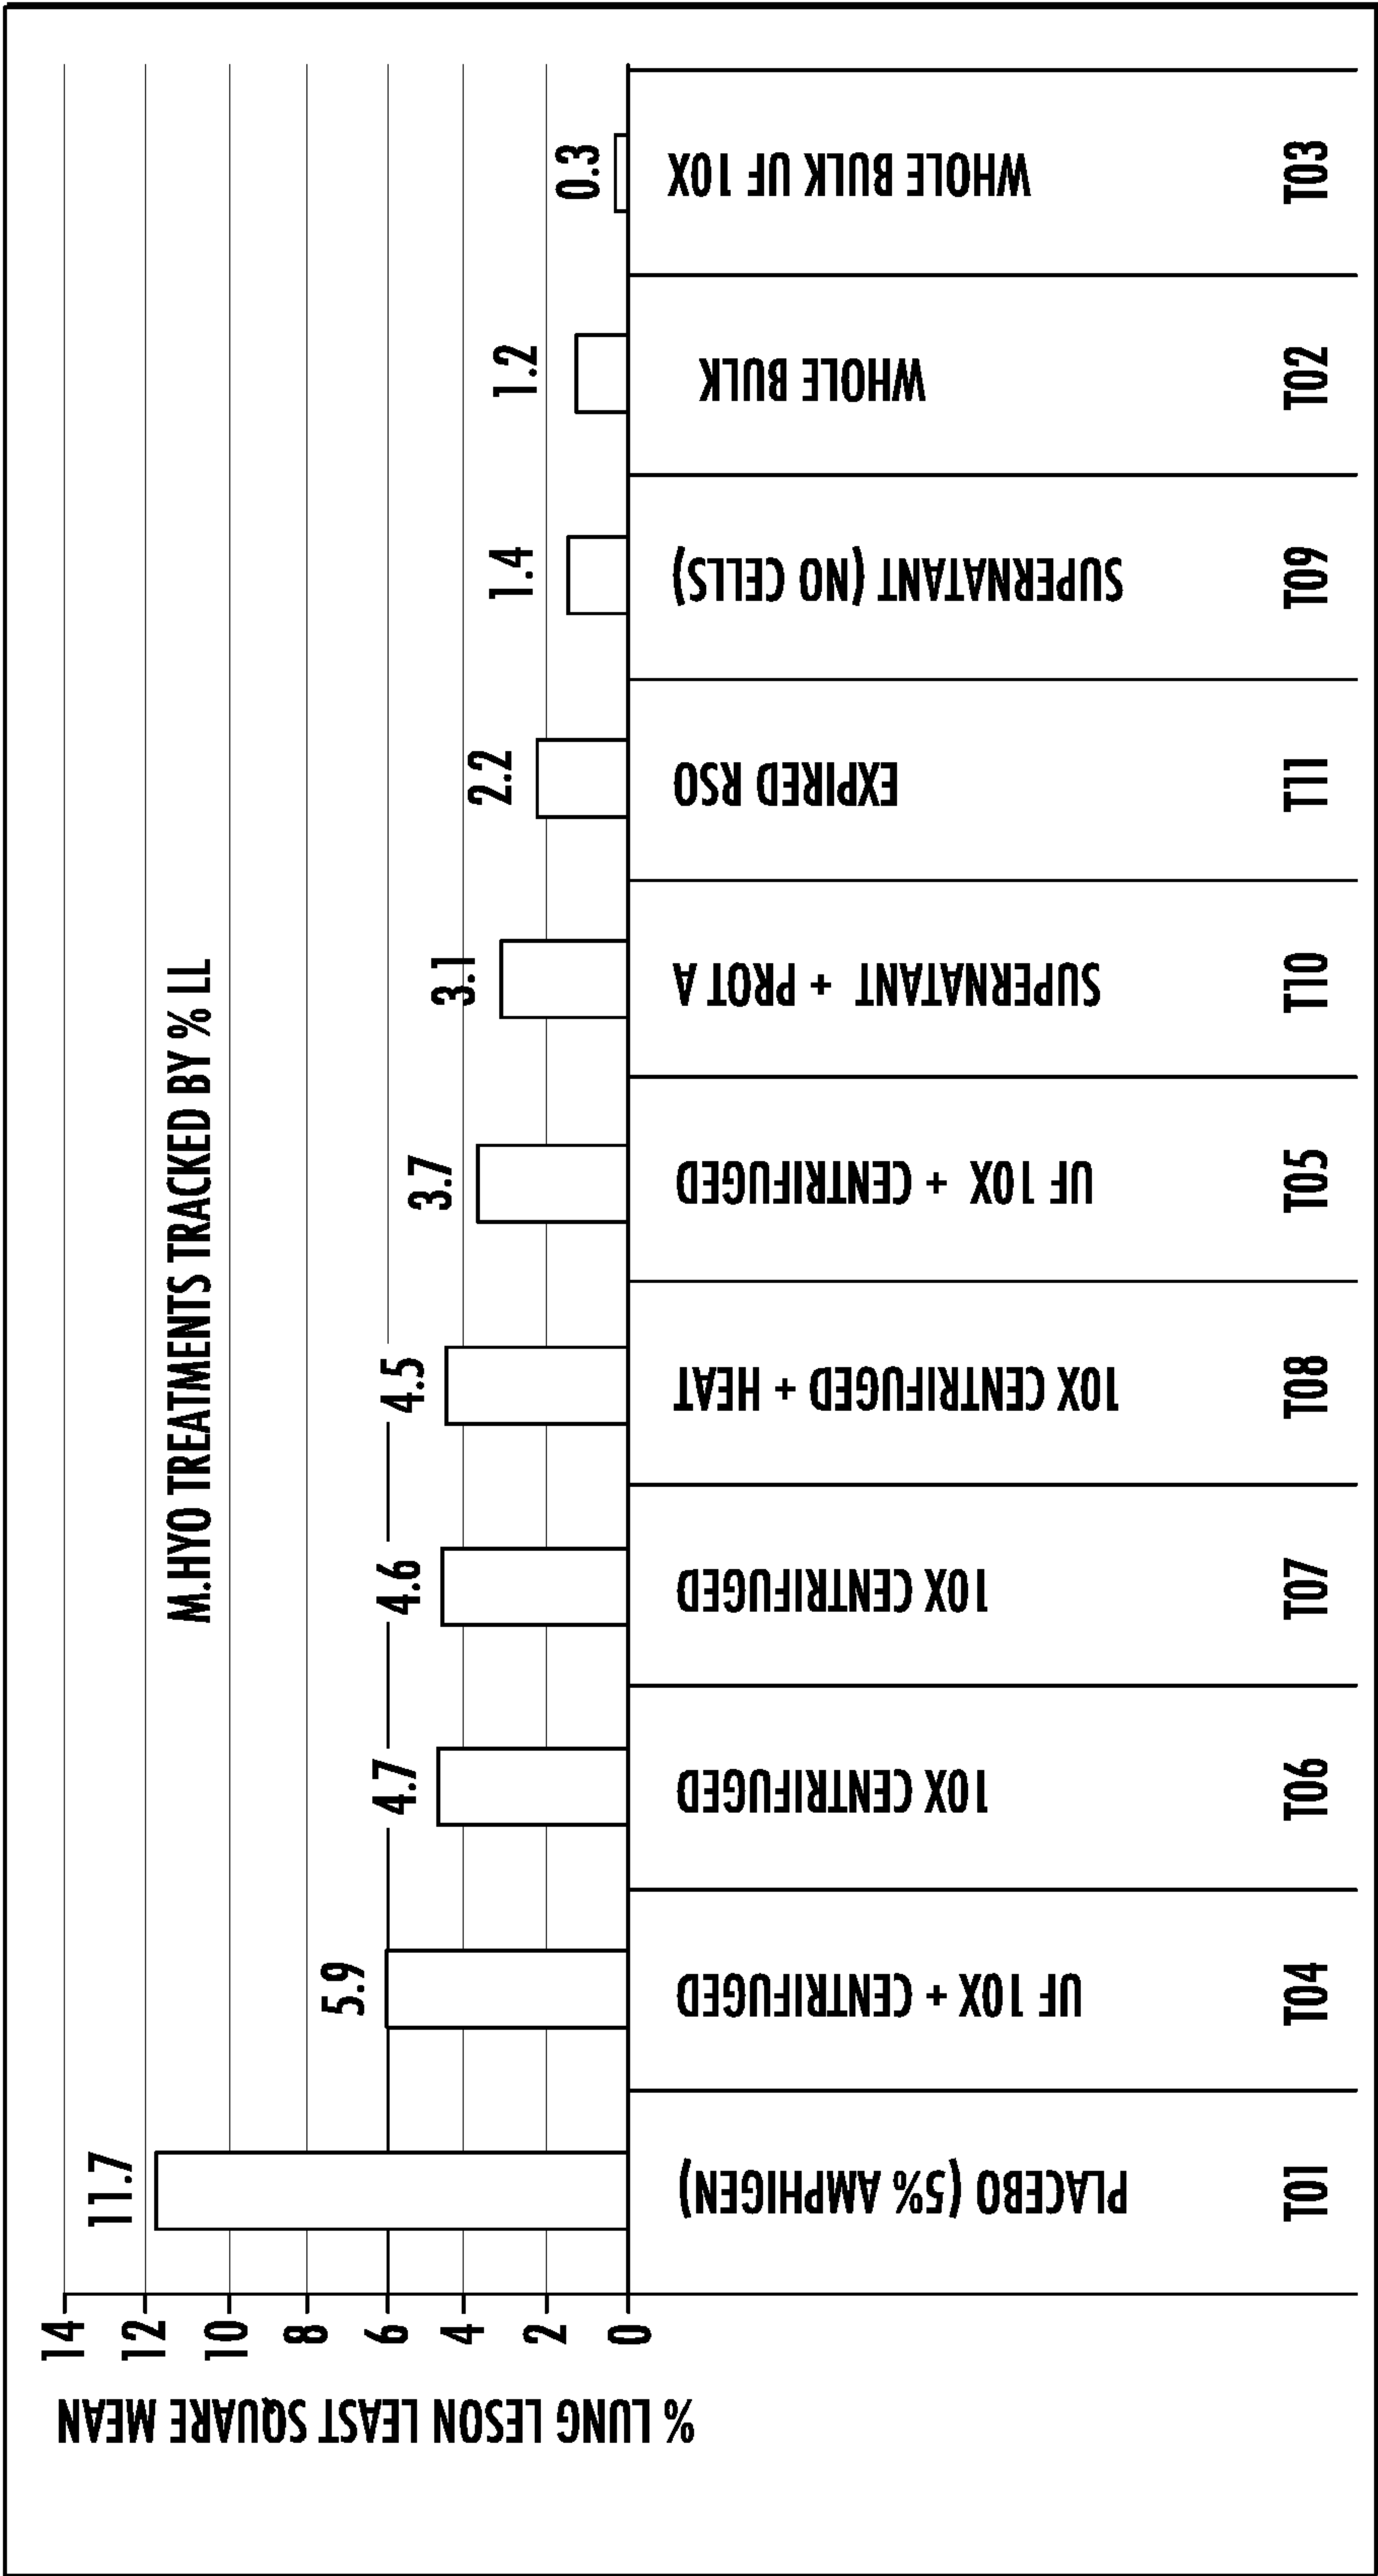 M.HYO TREATMENTS TRACKED BY % LL
% LUNG LESON LEAST SQUARE MEAN
14
12
10
8
6
4
2
0
11.7
5.9
4.7
4.6
4.5
3.7
3.1
2.2
1.4
1.2
0.3
PLACEBO (5% AMPHIGEN)
UF 10X + CENTRIFUGED
10X CENTRIFUGED
10X CENTRIFUGED
10X CENTRIFUGED + HEAT
UF 10X + CENTRIFUGED
SUPERNATANT + PROT A
EXPIRED RSO
SUPERNATANT (NO CELLS)
WHOLE BULK
WHOLE BULK UF 10X
T01
T04
T06
T07
T08
T05
T10
T11
T09
T02
T03